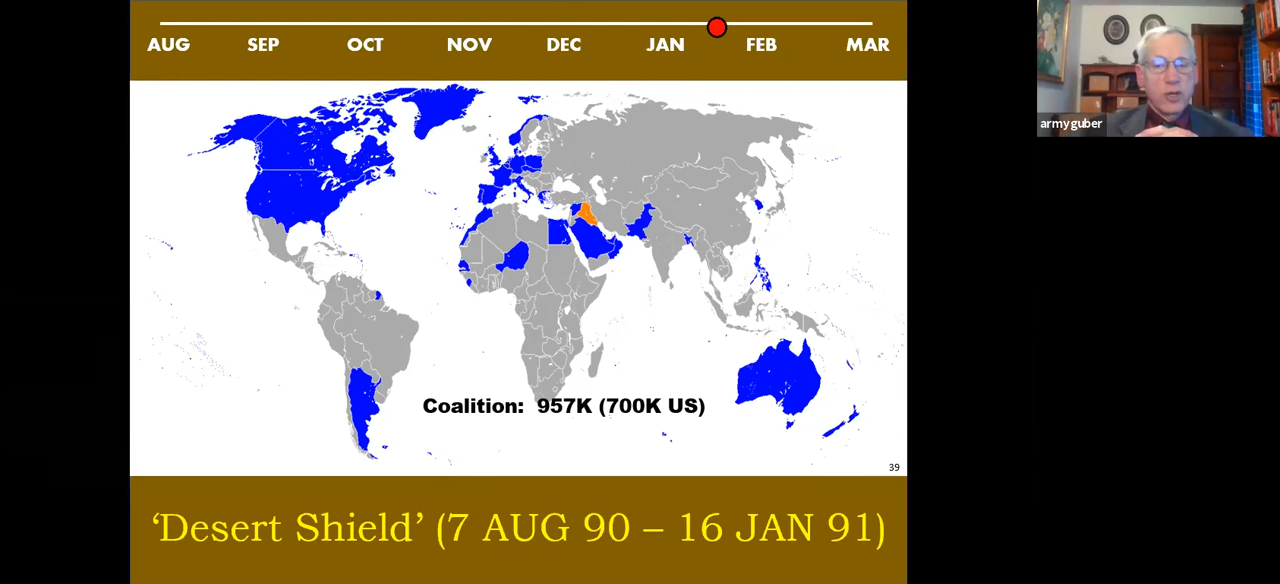 AUG SEP OCT NOV DEC JAN FEB MAR
armyguber
Coalition: 957K (700K US)
39
‘Desert Shield’ (7 AUG 90 – 16 JAN 91)